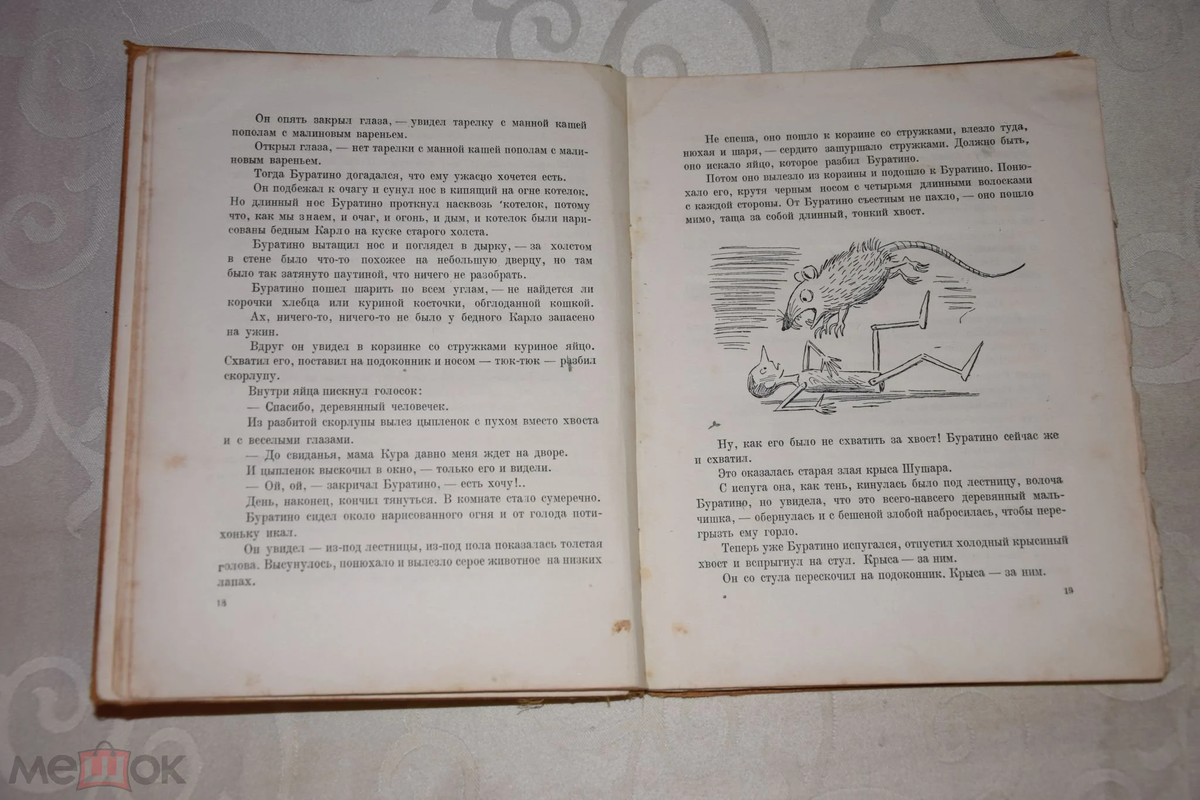 Он опять закрыл глаза, — увидел тарелку с манной кашей
пополам с малиновым вареньем.
Открыл глаза, — нет тарелки с манной кашей пополам с мали-
новым вареньем.
Тогда Буратино догадался, что ему ужасно хочется есть.
Он подбежал к очагу и сунул нос в кипящий на огне котелок.
Но длинный нос Буратино проткнул насквозь котелок, потому
что, как мы знаем, и очаг, и огонь, и дым, и котелок были нари-
сованы бедным Карло на куске старого холста.
Буратино вытащил нос и поглядел в дырку, — за холстом
в стене было что-то похожее на небольшую дверцу, но там
было так затянуто паутиной, что ничего не разобрать.
Буратино пошел шарить по всем углам, — не найдется ли
корочки хлебца или куриной косточки, обглоданной кошкой.
Ах, ничего-то, ничего-то не было у бедного Карло запасено
на ужин.
Вдруг он увидел в корзинке со стружками куриное яйцо.
Схватил его, поставил на подоконник и носом — тюк-тюк — разбил
скорлупу.
Внутри яйца пискнул голосок:
— Спасибо, деревянный человечек.
Из разбитой скорлупы вылез цыпленок с пухом вместо хвоста
и с веселыми глазами.
— До свиданья, мама Кура давно меня ждет на дворе.
И цыпленок выскочил в окно, — только его и видели.
— Ой, ой, — закричал Буратино, — есть хочу!..
День, наконец, кончил тянуться. В комнате стало сумеречно.
Буратино сидел около нарисованного огня и от голода поти-
хоньку икал.
Он увидел — из-под лестницы, из-под пола показалась толстая
голова. Высунулось, понюхало и вылезло серое животное на низких
лапах.
18
Не спеша, оно пошло к корзине со стружками, влезло туда,
нюхая и шаря, — сердито зашуршало стружками. Должно быть,
оно искало яйцо, которое разбил Буратино.
Потом оно вылезло из корзины и подошло к Буратино. Поню-
хало его, крутя черным носом с четырьмя длинными волосками
с каждой стороны. От Буратино съестным не пахло, — оно пошло
мимо, таща за собой длинный, тонкий хвост.
Ну, как его было не схватить за хвост! Буратино сейчас же
и схватил.
Это оказалась старая злая крыса Шушара.
С испуга она, как тень, кинулась было под лестницу, волоча
Буратино, но увидела, что это всего-навсего деревянный маль-
чишка, — обернулась и с бешеной злобой набросилась, чтобы пере-
грызть ему горло.
Теперь уже Буратино испугался, отпустил холодный крысиный
хвост и вспрыгнул на стул. Крыса — за ним.
Он со стула перескочил на подоконник. Крыса — за ним.
19
мешок